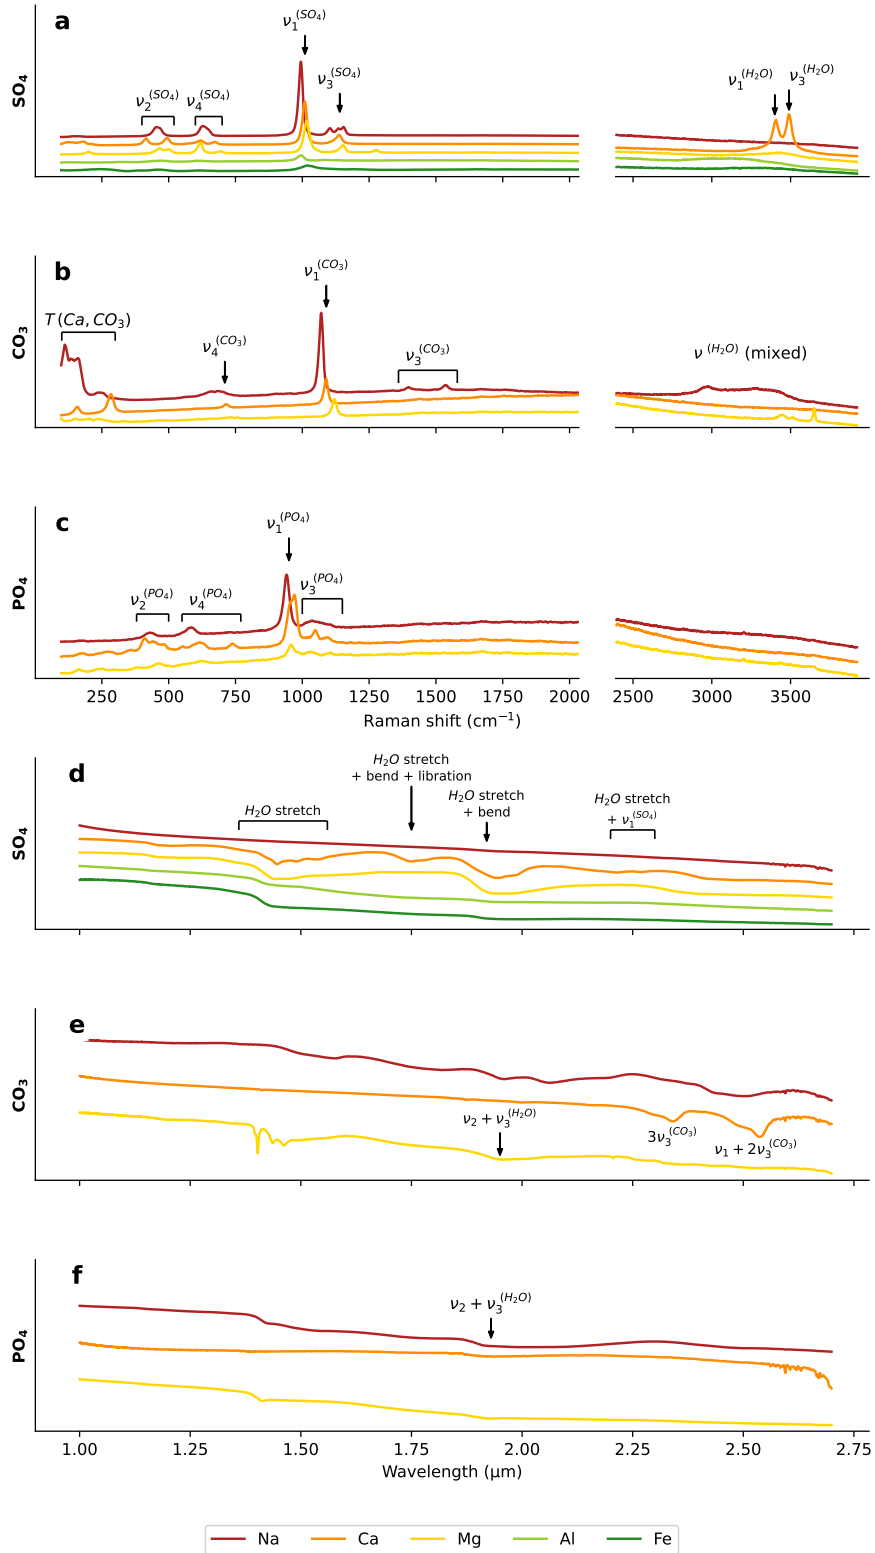 a
SO₄
ν₁^(SO₄)
ν₃^(SO₄)
ν₂^(SO₄) ν₄^(SO₄)
ν₁^(H₂O) ν₃^(H₂O)
b
CO₃
ν₁^(CO₃)
T (Ca, CO₃)
ν₄^(CO₃)
ν₃^(CO₃)
ν ^(H₂O) (mixed)
c
PO₄
ν₁^(PO₄)
ν₂^(PO₄) ν₄^(PO₄) ν₃^(PO₄)
250 500 750 1000 1250 1500 1750 2000 2500 3000 3500
Raman shift (cm⁻¹)
d
SO₄
H₂O stretch
+ bend + libration
H₂O stretch
H₂O stretch
+ bend
H₂O stretch
+ ν₁^(SO₄)
e
CO₃
ν₂ + ν₃^(H₂O)
3ν₃^(CO₃)
ν₁ + 2ν₃^(CO₃)
f
PO₄
ν₂ + ν₃^(H₂O)
1.00 1.25 1.50 1.75 2.00 2.25 2.50 2.75
Wavelength (μm)
Na Ca Mg Al Fe